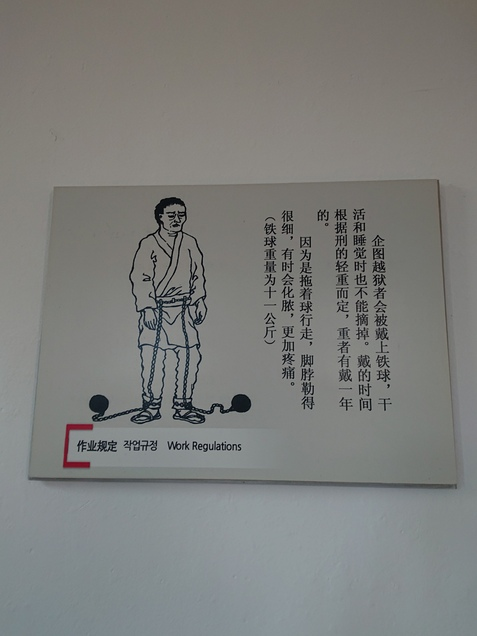 企图越狱者会被戴上铁球，干
活和睡觉时也不能摘掉。戴的时间
根据刑的轻重而定，重者有戴一年
的。
因为是拖着球行走，脚脖勒得
很细，有时会化脓，更加疼痛。
（铁球重量为十一公斤）
作业规定 작업규정 Work Regulations